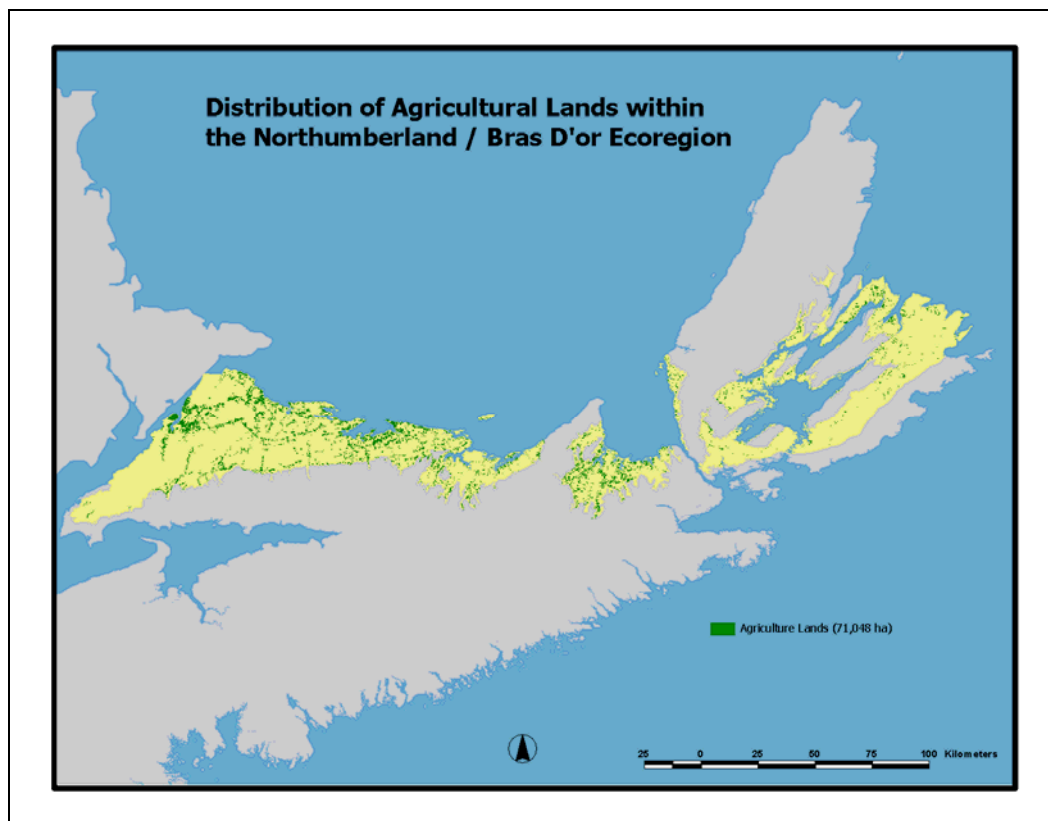 Distribution of Agricultural Lands within
the Northumberland / Bras D'or Ecoregion
Agriculture Lands (71,048 ha)
25 0 25 50 75 100 Kilometers